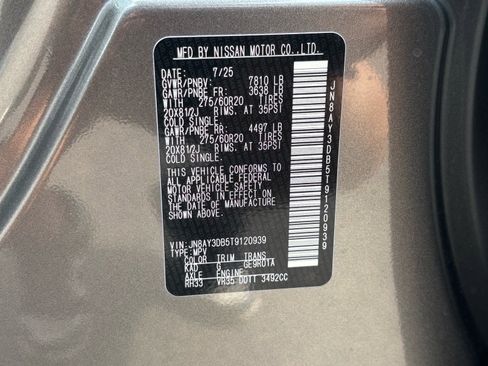 MFD BY NISSAN MOTOR CO.,LTD.
DATE: 7/25
GVWR/PNBV: 7810 LB
GAWR/PNBE FR: 3638 LB
WITH 275/60R20 TIRES
20X81/2J RIMS. AT 35PSI
COLD SINGLE.
GAWR/PNBE RR: 4497 LB
WITH 275/60R20 TIRES
20X81/2J RIMS. AT 35PSI
COLD SINGLE.
THIS VEHICLE CONFORMS TO
ALL APPLICABLE FEDERAL
MOTOR VEHICLE SAFETY
STANDARDS IN EFFECT ON
THE DATE OF MANUFACTURE
SHOWN ABOVE.
VIN: JN8AY3DB5T9120939
TYPE: MPV
COLOR TRIM TRANS
KAD G GE9R01A
AXLE ENGINE
RH33 VR35 DDTT 3492CC
JN8AY3DB5T9120939